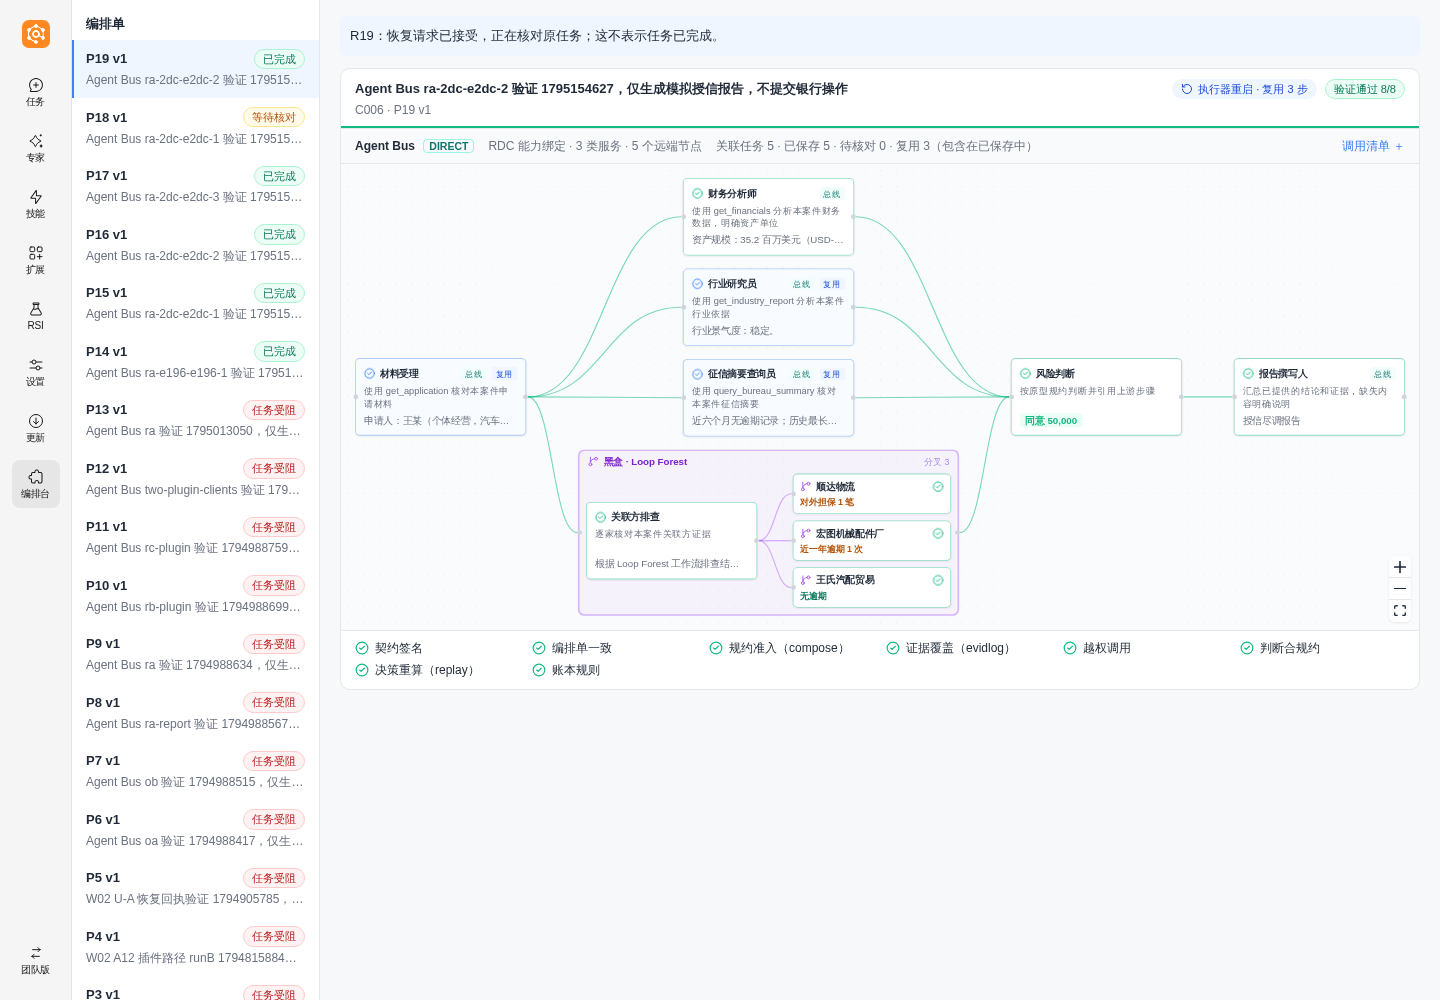 编排单
任务
专家
技能
扩展
RSI
设置
更新
编排台
团队版
P19 v1 已完成
Agent Bus ra-2dc-e2dc-2 验证 179515…
P18 v1 等待核对
Agent Bus ra-2dc-e2dc-1 验证 179515…
P17 v1 已完成
Agent Bus ra-2dc-e2dc-3 验证 179515…
P16 v1 已完成
Agent Bus ra-2dc-e2dc-2 验证 179515…
P15 v1 已完成
Agent Bus ra-2dc-e2dc-1 验证 179515…
P14 v1 已完成
Agent Bus ra-e196-e196-1 验证 17951…
P13 v1 任务受阻
Agent Bus ra 验证 1795013050，仅生…
P12 v1 任务受阻
Agent Bus two-plugin-clients 验证 179…
P11 v1 任务受阻
Agent Bus rc-plugin 验证 1794988759…
P10 v1 任务受阻
Agent Bus rb-plugin 验证 1794988699…
P9 v1 任务受阻
Agent Bus ra 验证 1794988634，仅生…
P8 v1 任务受阻
Agent Bus ra-report 验证 1794988567…
P7 v1 任务受阻
Agent Bus ob 验证 1794988515，仅生…
P6 v1 任务受阻
Agent Bus oa 验证 1794988417，仅生…
P5 v1 任务受阻
W02 U-A 恢复回执验证 1794905785，…
P4 v1 任务受阻
W02 A12 插件路径 runB 1794815884…
P3 v1 任务受阻
R19：恢复请求已接受，正在核对原任务；这不表示任务已完成。
Agent Bus ra-2dc-e2dc-2 验证 1795154627，仅生成模拟授信报告，不提交银行操作
执行器重启 · 复用 3 步 验证通过 8/8
C006 · P19 v1
Agent Bus DIRECT RDC 能力绑定 · 3 类服务 · 5 个远端节点 关联任务 5 · 已保存 5 · 待核对 0 · 复用 3（包含在已保存中） 调用清单 +
财务分析师 总线
使用 get_financials 分析本案件财务
数据，明确资产单位
资产规模：35.2 百万美元（USD-…
行业研究员 总线 复用
使用 get_industry_report 分析本案件
行业依据
行业景气度：稳定。
材料受理 总线 复用
使用 get_application 核对本案件申
请材料
申请人：王某（个体经营，汽车…
征信摘要查询员 总线 复用
使用 query_bureau_summary 核对
本案件征信摘要
近六个月无逾期记录；历史最长…
风险判断
按原型规约判断并引用上游步骤
同意 50,000
报告撰写人 总线
汇总已提供的结论和证据，缺失内
容明确说明
授信尽调报告
黑盒 · Loop Forest 分叉 3
关联方排查
逐家核对本案件关联方证据
根据 Loop Forest 工作流排查结…
顺达物流
对外担保 1 笔
宏图机械配件厂
近一年逾期 1 次
王氏汽配贸易
无逾期
契约签名 编排单一致 规约准入（compose） 证据覆盖（evidlog） 越权调用 判断合规约
决策重算（replay） 账本规则